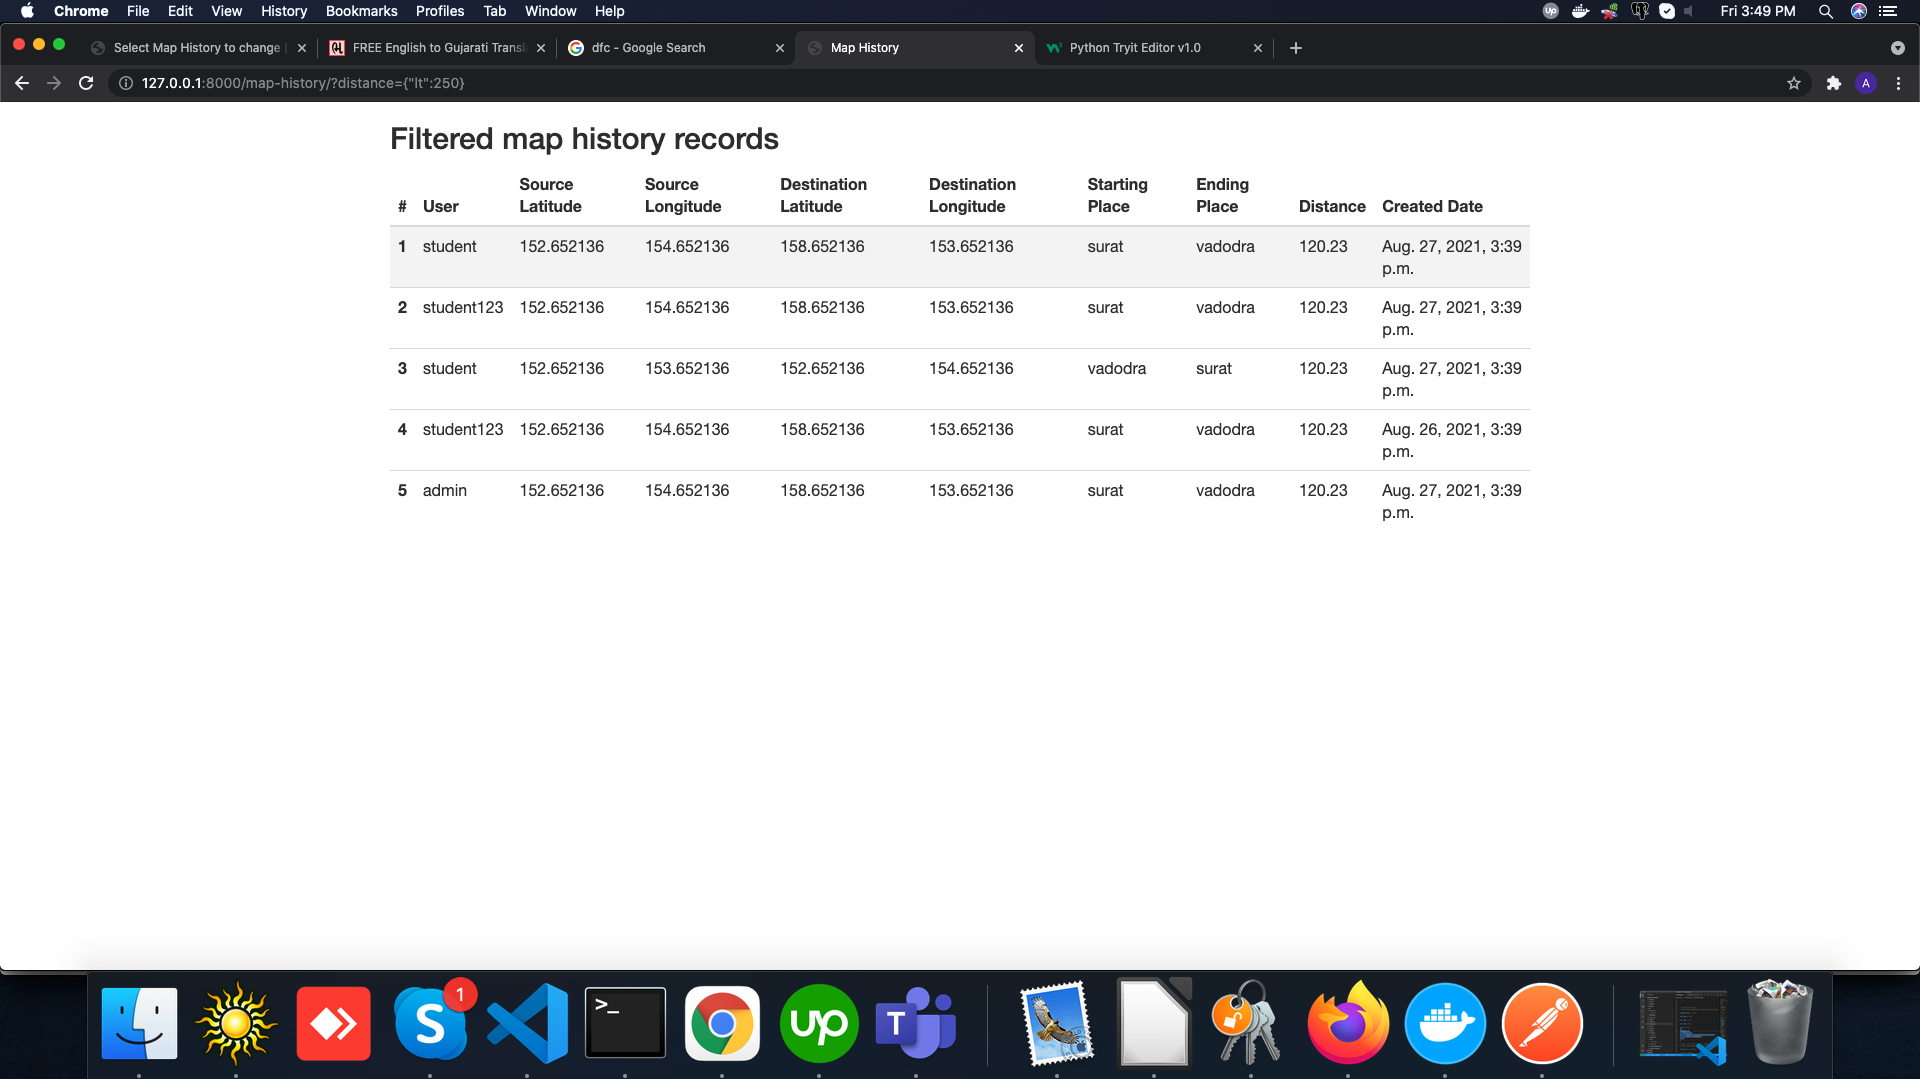 Chrome File Edit View History Bookmarks Profiles Tab Window Help Fri 3:49 PM
Select Map History to change | FREE English to Gujarati Transl dfc - Google Search Map History Python Tryit Editor v1.0
127.0.0.1:8000/map-history/?distance={"lt":250} A
Filtered map history records
# User Source Latitude Source Longitude Destination Latitude Destination Longitude Starting Place Ending Place Distance Created Date
1 student 152.652136 154.652136 158.652136 153.652136 surat vadodra 120.23 Aug. 27, 2021, 3:39 p.m.
2 student123 152.652136 154.652136 158.652136 153.652136 surat vadodra 120.23 Aug. 27, 2021, 3:39 p.m.
3 student 152.652136 153.652136 152.652136 154.652136 vadodra surat 120.23 Aug. 27, 2021, 3:39 p.m.
4 student123 152.652136 154.652136 158.652136 153.652136 surat vadodra 120.23 Aug. 26, 2021, 3:39 p.m.
5 admin 152.652136 154.652136 158.652136 153.652136 surat vadodra 120.23 Aug. 27, 2021, 3:39 p.m.
S 1 >_ up T